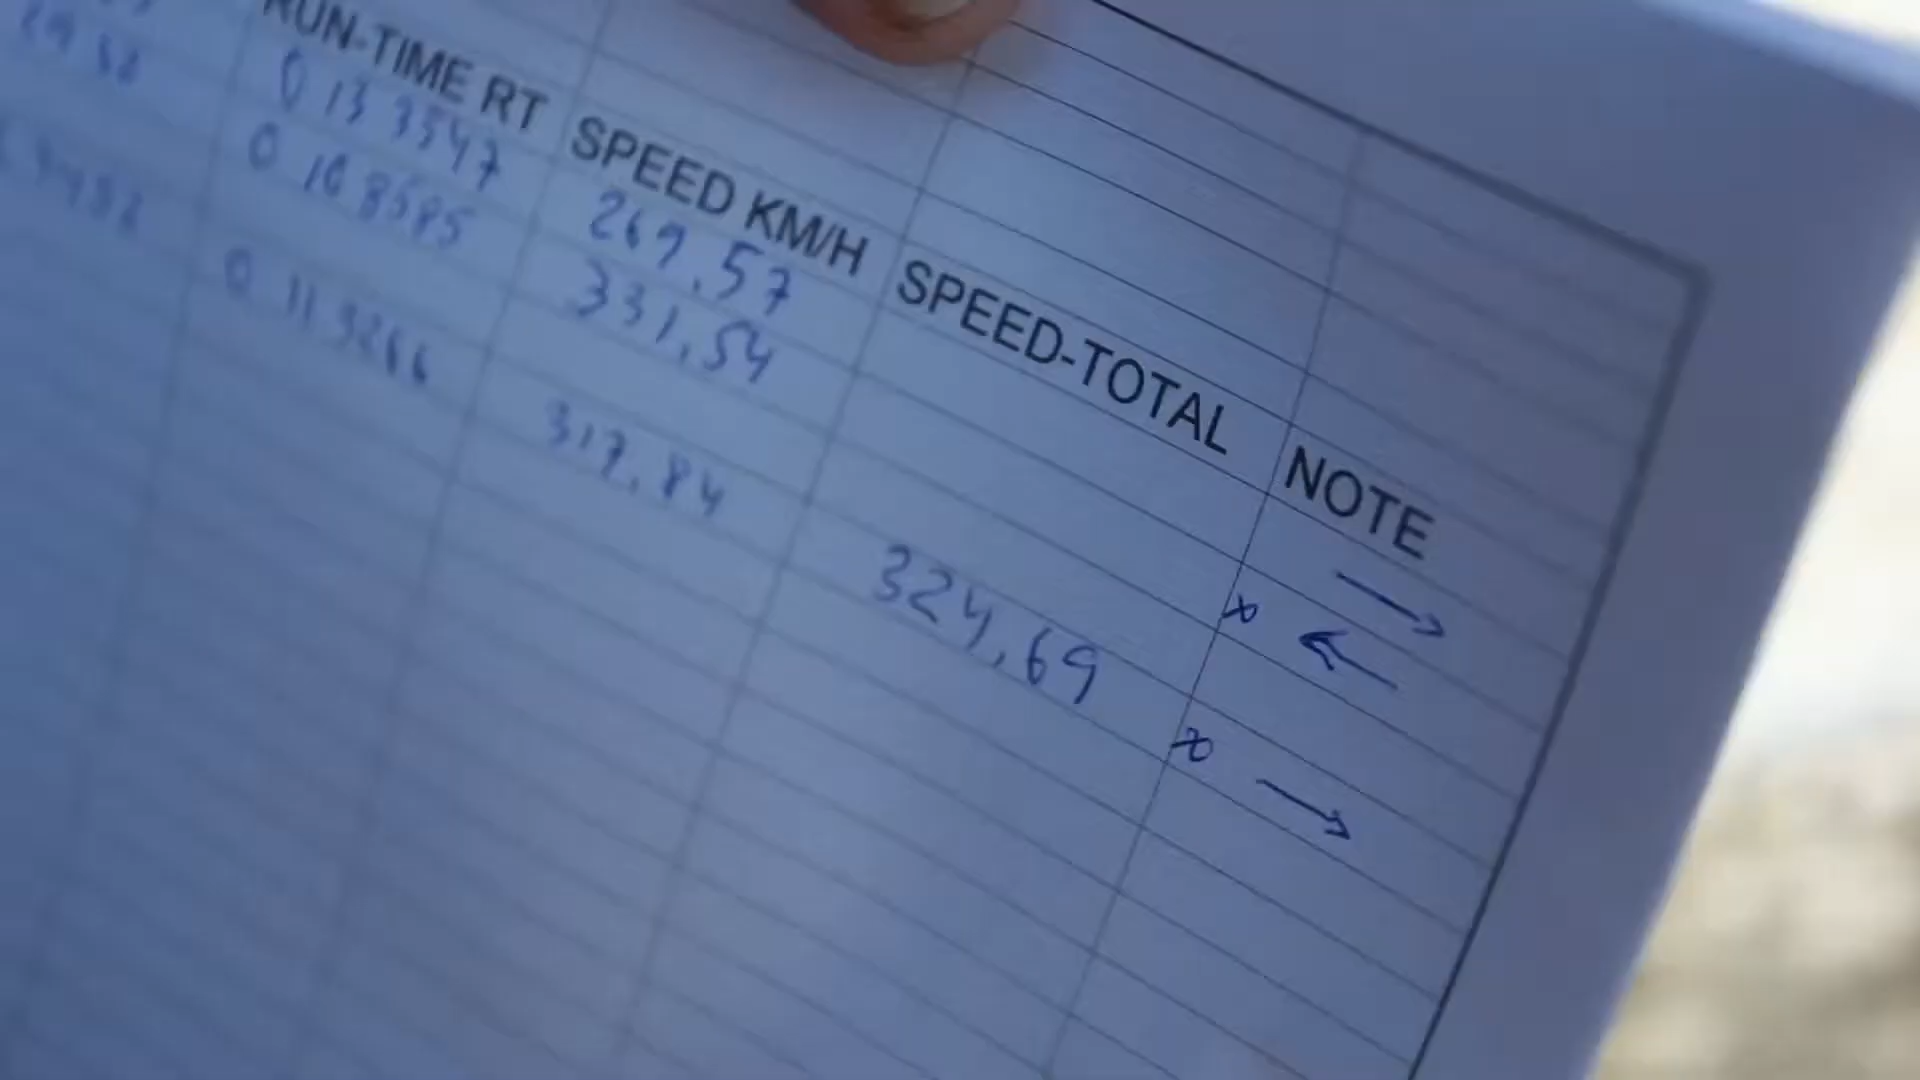 RUN-TIME RT SPEED KM/H SPEED-TOTAL NOTE
0 13 3547 269,57 →
0 10 8585 331,54 x ←
0 11 3266 317,84 324,69 x →